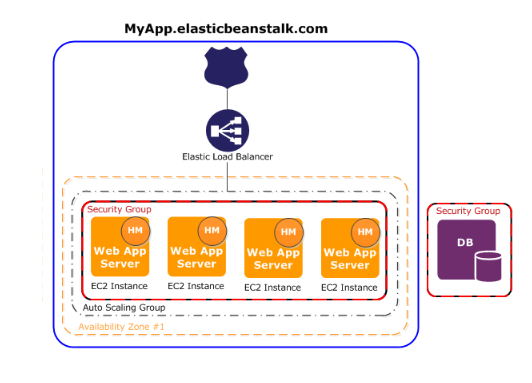 MyApp.elasticbeanstalk.com
Elastic Load Balancer
Security Group
HM
HM
HM
HM
Web App
Server
Web App
Server
Web App
Server
Web App
Server
EC2 Instance
EC2 Instance
EC2 Instance
EC2 Instance
Auto Scaling Group
Availability Zone #1
Security Group
DB